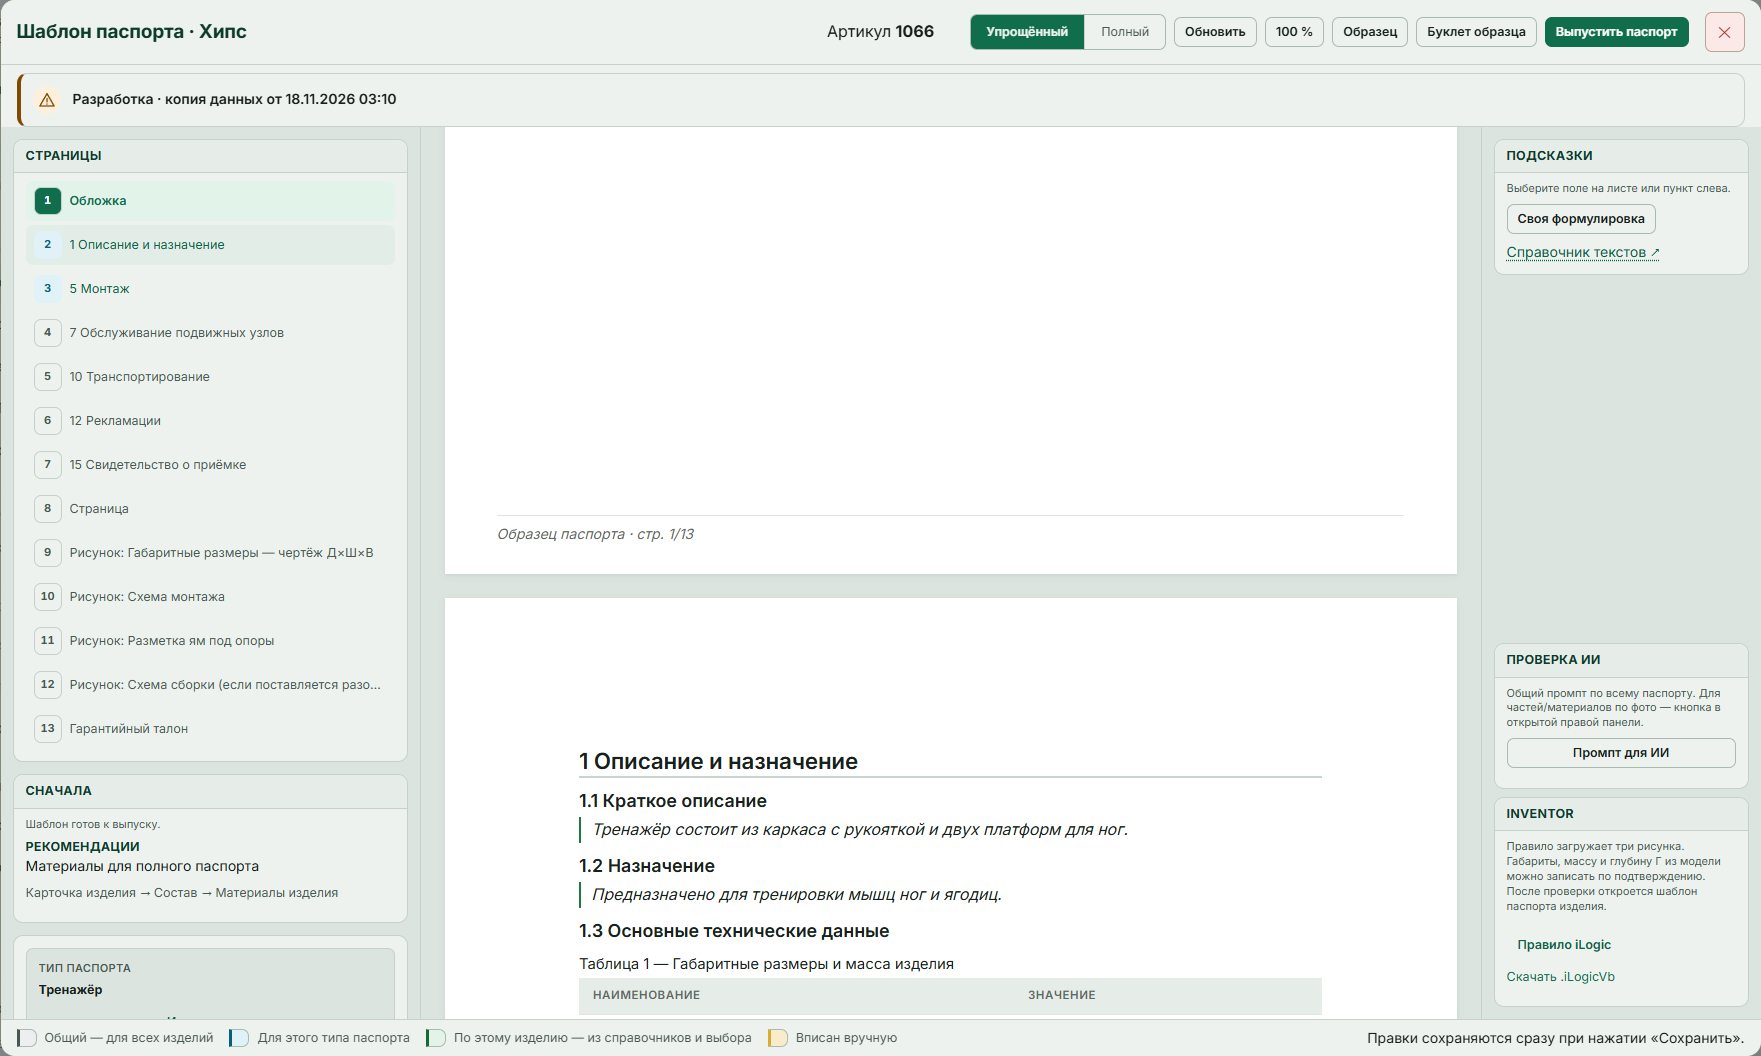 Шаблон паспорта · Хипс
Артикул 1066
Упрощённый
Полный
Обновить
100 %
Образец
Буклет образца
Выпустить паспорт
Разработка · копия данных от 18.11.2026 03:10
СТРАНИЦЫ
1 Обложка
2 1 Описание и назначение
3 5 Монтаж
4 7 Обслуживание подвижных узлов
5 10 Транспортирование
6 12 Рекламации
7 15 Свидетельство о приёмке
8 Страница
9 Рисунок: Габаритные размеры — чертёж Д×Ш×В
10 Рисунок: Схема монтажа
11 Рисунок: Разметка ям под опоры
12 Рисунок: Схема сборки (если поставляется разо...
13 Гарантийный талон
СНАЧАЛА
Шаблон готов к выпуску.
РЕКОМЕНДАЦИИ
Материалы для полного паспорта
Карточка изделия → Состав → Материалы изделия
ТИП ПАСПОРТА
Тренажёр
Образец паспорта · стр. 1/13
1 Описание и назначение
1.1 Краткое описание
Тренажёр состоит из каркаса с рукояткой и двух платформ для ног.
1.2 Назначение
Предназначено для тренировки мышц ног и ягодиц.
1.3 Основные технические данные
Таблица 1 — Габаритные размеры и масса изделия
НАИМЕНОВАНИЕ ЗНАЧЕНИЕ
ПОДСКАЗКИ
Выберите поле на листе или пункт слева.
Своя формулировка
Справочник текстов ↗
ПРОВЕРКА ИИ
Общий промпт по всему паспорту. Для
частей/материалов по фото — кнопка в
открытой правой панели.
Промпт для ИИ
INVENTOR
Правило загружает три рисунка.
Габариты, массу и глубину Г из модели
можно записать по подтверждению.
После проверки откроется шаблон
паспорта изделия.
Правило iLogic
Скачать .iLogicVb
Общий — для всех изделий
Для этого типа паспорта
По этому изделию — из справочников и выбора
Вписан вручную
Правки сохраняются сразу при нажатии «Сохранить».